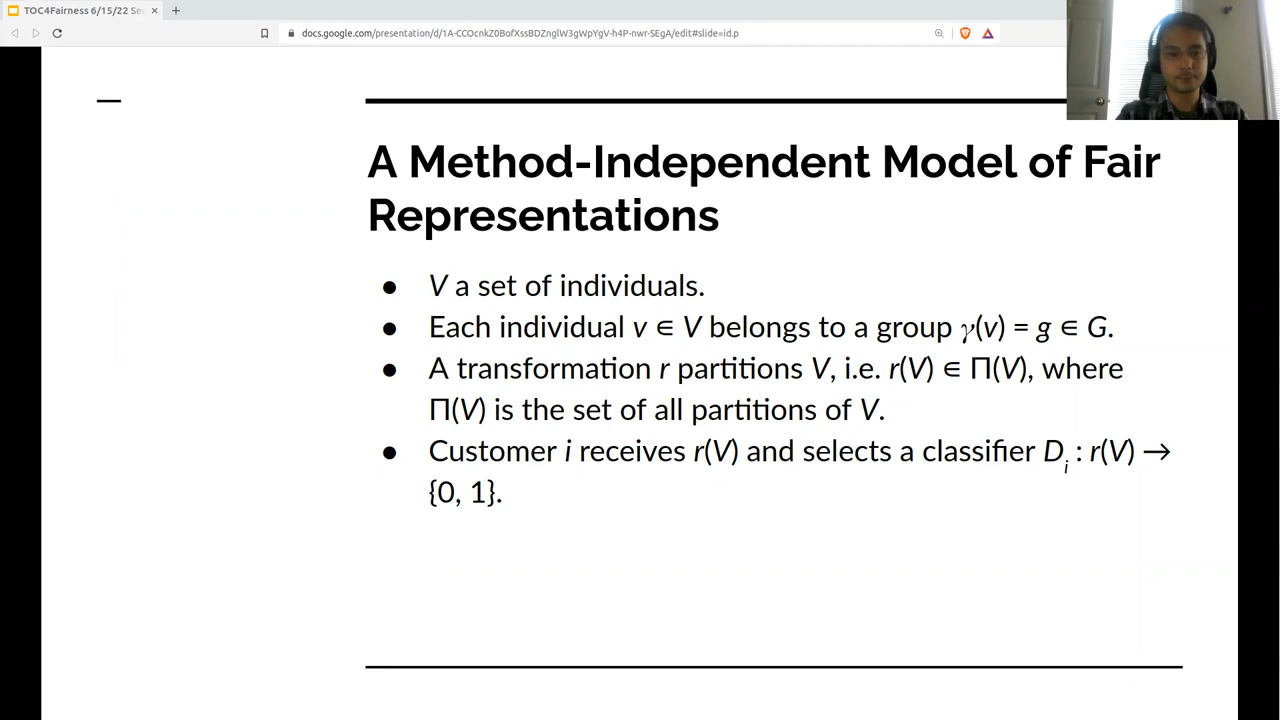 TOC4Fairness 6/15/22 Se
docs.google.com/presentation/d/1A-CCOcnkZ0BofXssBDZnglW3gWpYgV-h4P-nwr-SEgA/edit#slide=id.p
A Method-Independent Model of Fair
Representations
● V a set of individuals.
● Each individual v ∈ V belongs to a group γ(v) = g ∈ G.
● A transformation r partitions V, i.e. r(V) ∈ Π(V), where
Π(V) is the set of all partitions of V.
● Customer i receives r(V) and selects a classifier Di : r(V) →
{0, 1}.